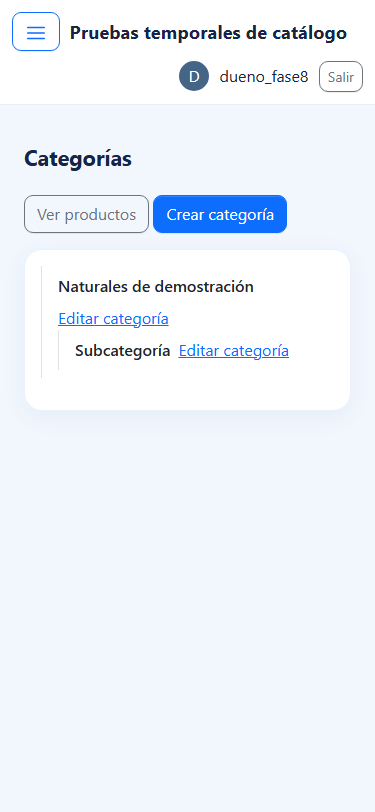 Pruebas temporales de catálogo
D dueno_fase8 Salir
Categorías
Ver productos Crear categoría
Naturales de demostración
Editar categoría
Subcategoría Editar categoría